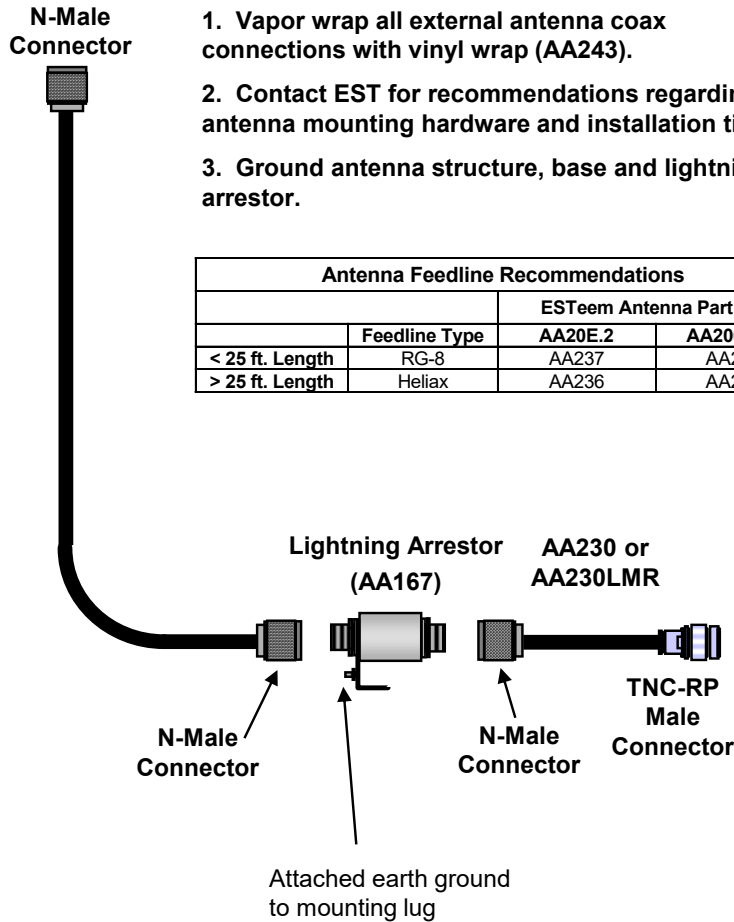 N-Male
Connector
1. Vapor wrap all external antenna coax
connections with vinyl wrap (AA243).
2. Contact EST for recommendations
antenna mounting hardware and installation
3. Ground antenna structure, base and
arrestor.
Antenna Feedline Recommendations
ESTeem Antenna Part
Feedline Type AA20E.2
< 25 ft. Length RG-8 AA237
> 25 ft. Length Heliax AA236
Lightning Arrestor
(AA167)
AA230 or
AA230LMR
N-Male
Connector
N-Male
Connector
TNC-RP
Male
Connector
Attached earth ground
to mounting lug